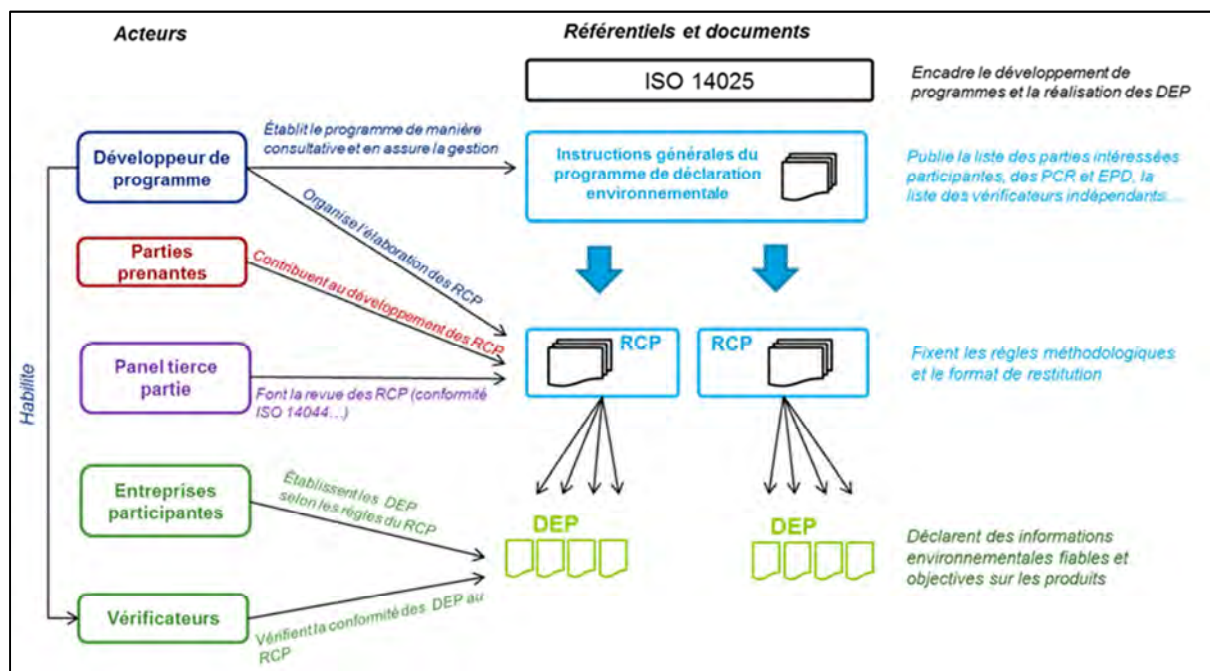 Acteurs
Référentiels et documents
ISO 14025
Encadre le développement de
programmes et la réalisation des DEP
Développeur de
programme
Établit le programme de manière
consultative et en assure la gestion
Instructions générales du
programme de déclaration
environnementale
Publie la liste des parties intéressées
participantes, des PCR et EPD, la
liste des vérificateurs indépendants....
Organise l'élaboration des RCP
Parties
prenantes
Contribuent au développement des RCP
RCP
RCP
Fixent les règles méthodologiques
et le format de restitution
Panel tierce
partie
Font la revue des RCP (conformité
ISO 14044…)
Habilite
Entreprises
participantes
Établissent les DEP
selon les règles du RCP
DEP
DEP
Déclarent des informations
environnementales fiables et
objectives sur les produits
Vérificateurs
Vérifient la conformité des DEP au
RCP